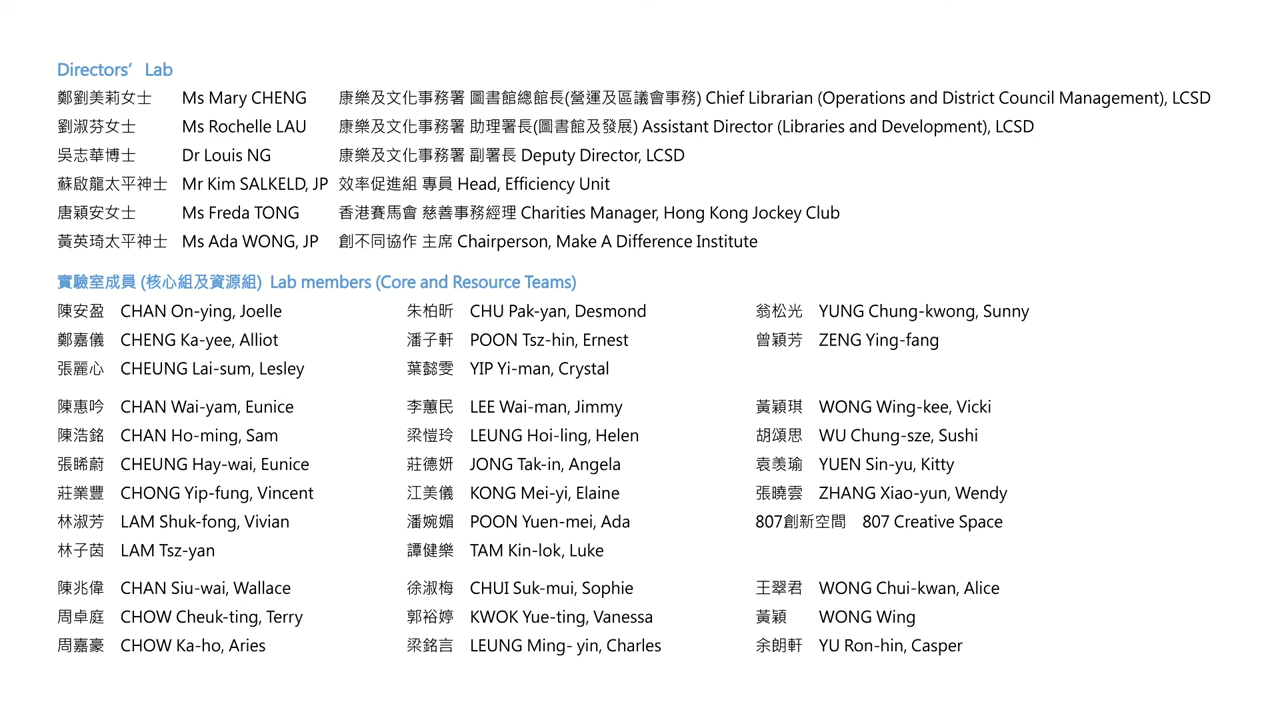 Directors’ Lab
鄭劉美莉女士 Ms Mary CHENG 康樂及文化事務署 圖書館總館長(營運及區議會事務) Chief Librarian (Operations and District Council Management), LCSD
劉淑芬女士 Ms Rochelle LAU 康樂及文化事務署 助理署長(圖書館及發展) Assistant Director (Libraries and Development), LCSD
吳志華博士 Dr Louis NG 康樂及文化事務署 副署長 Deputy Director, LCSD
蘇啟龍太平紳士 Mr Kim SALKELD, JP 效率促進組 專員 Head, Efficiency Unit
唐穎安女士 Ms Freda TONG 香港賽馬會 慈善事務經理 Charities Manager, Hong Kong Jockey Club
黃英琦太平紳士 Ms Ada WONG, JP 創不同協作 主席 Chairperson, Make A Difference Institute
實驗室成員 (核心組及資源組) Lab members (Core and Resource Teams)
陳安盈 CHAN On-ying, Joelle 朱柏昕 CHU Pak-yan, Desmond 翁松光 YUNG Chung-kwong, Sunny
鄭嘉儀 CHENG Ka-yee, Alliot 潘子軒 POON Tsz-hin, Ernest 曾穎芳 ZENG Ying-fang
張麗心 CHEUNG Lai-sum, Lesley 葉懿雯 YIP Yi-man, Crystal
陳惠吟 CHAN Wai-yam, Eunice 李蕙民 LEE Wai-man, Jimmy 黃穎琪 WONG Wing-kee, Vicki
陳浩銘 CHAN Ho-ming, Sam 梁愷玲 LEUNG Hoi-ling, Helen 胡頌思 WU Chung-sze, Sushi
張晞蔚 CHEUNG Hay-wai, Eunice 莊德妍 JONG Tak-in, Angela 袁羨瑜 YUEN Sin-yu, Kitty
莊業豐 CHONG Yip-fung, Vincent 江美儀 KONG Mei-yi, Elaine 張曉雲 ZHANG Xiao-yun, Wendy
林淑芳 LAM Shuk-fong, Vivian 潘婉媚 POON Yuen-mei, Ada 807創新空間 807 Creative Space
林子茵 LAM Tsz-yan 譚健樂 TAM Kin-lok, Luke
陳兆偉 CHAN Siu-wai, Wallace 徐淑梅 CHUI Suk-mui, Sophie 王翠君 WONG Chui-kwan, Alice
周卓庭 CHOW Cheuk-ting, Terry 郭裕婷 KWOK Yue-ting, Vanessa 黃穎 WONG Wing
周嘉豪 CHOW Ka-ho, Aries 梁銘言 LEUNG Ming- yin, Charles 余朗軒 YU Ron-hin, Casper